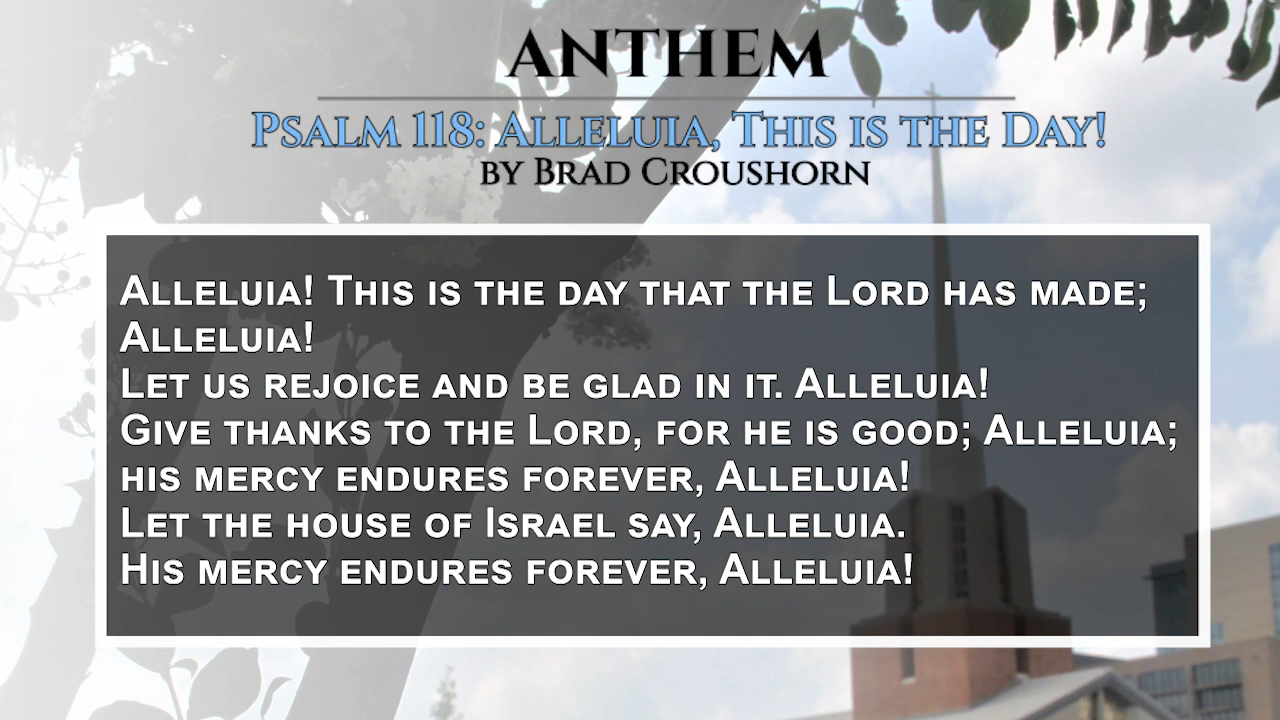 ANTHEM
Psalm 118: Alleluia, This is the Day!
by Brad Croushorn
Alleluia! This is the day that the Lord has made;
Alleluia!
Let us rejoice and be glad in it. Alleluia!
Give thanks to the Lord, for he is good; Alleluia;
his mercy endures forever, Alleluia!
Let the house of Israel say, Alleluia.
His mercy endures forever, Alleluia!